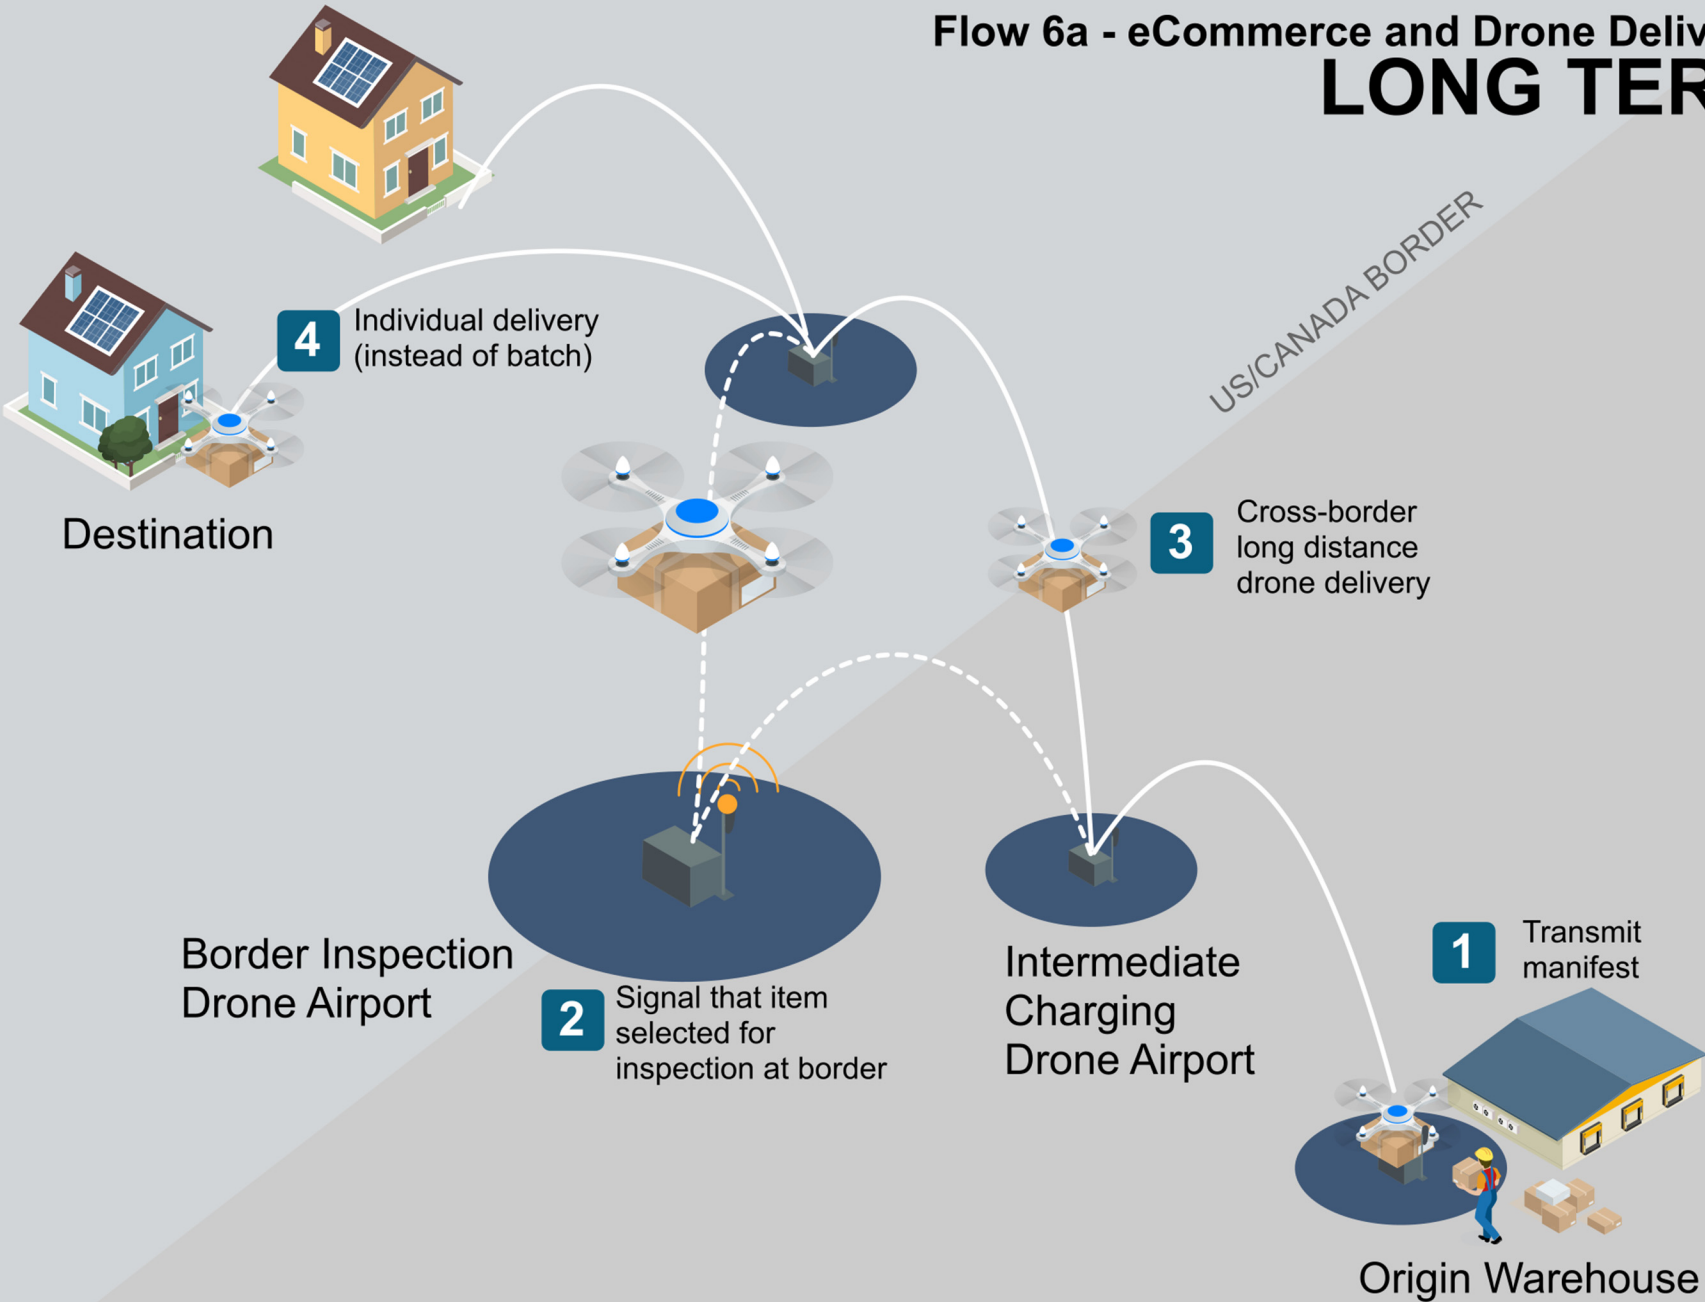 Flow 6a - eCommerce and Drone Deliv
LONG TER
US/CANADA BORDER
4
Individual delivery
(instead of batch)
Destination
3
Cross-border
long distance
drone delivery
Border Inspection
Drone Airport
2
Signal that item
selected for
inspection at border
Intermediate
Charging
Drone Airport
1
Transmit
manifest
Origin Warehouse